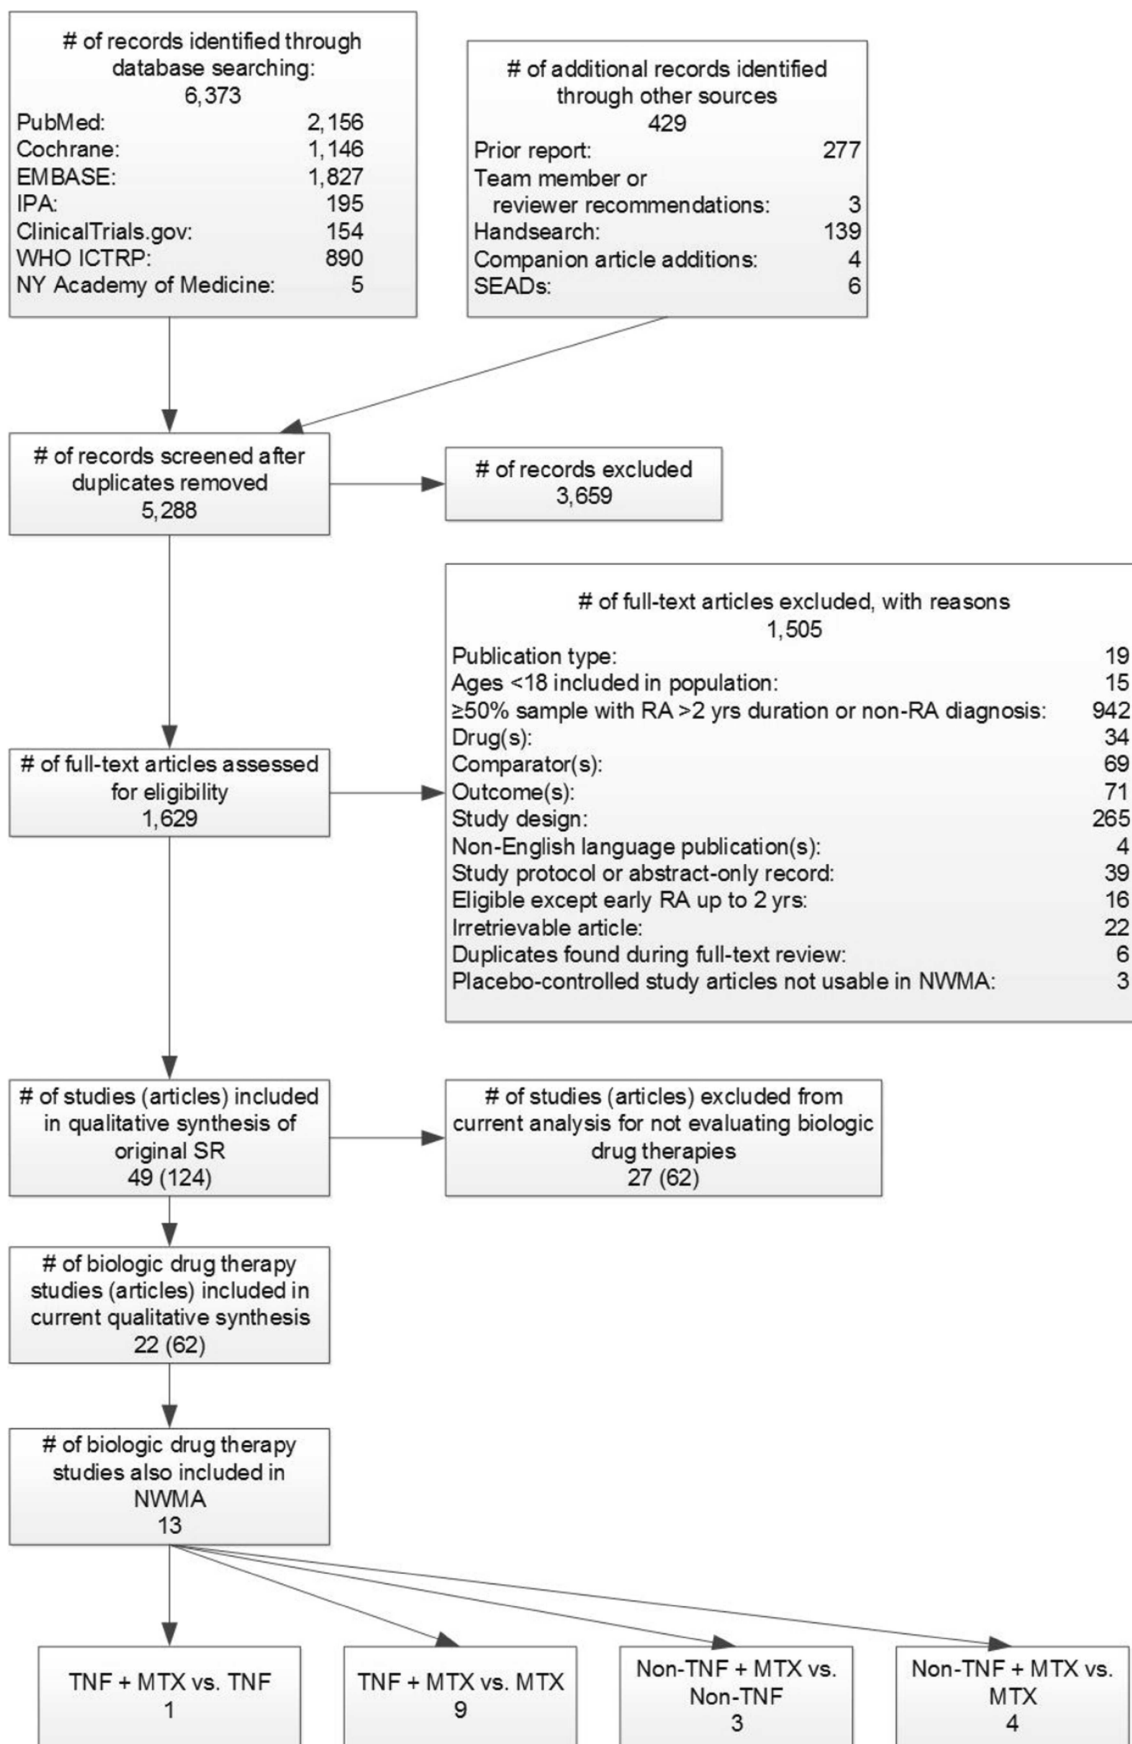 # of records identified through
database searching:
6,373
PubMed: 2,156
Cochrane: 1,146
EMBASE: 1,827
IPA: 195
ClinicalTrials.gov: 154
WHO ICTRP: 890
NY Academy of Medicine: 5
# of additional records identified
through other sources
429
Prior report: 277
Team member or
reviewer recommendations: 3
Handsearch: 139
Companion article additions: 4
SEADs: 6
# of records screened after
duplicates removed
5,288
# of records excluded
3,659
# of full-text articles excluded, with reasons
1,505
Publication type: 19
Ages <18 included in population: 15
≥50% sample with RA >2 yrs duration or non-RA diagnosis: 942
Drug(s): 34
Comparator(s): 69
Outcome(s): 71
Study design: 265
Non-English language publication(s): 4
Study protocol or abstract-only record: 39
Eligible except early RA up to 2 yrs: 16
Irretrievable article: 22
Duplicates found during full-text review: 6
Placebo-controlled study articles not usable in NWMA: 3
# of full-text articles assessed
for eligibility
1,629
# of studies (articles) included
in qualitative synthesis of
original SR
49 (124)
# of studies (articles) excluded from
current analysis for not evaluating biologic
drug therapies
27 (62)
# of biologic drug therapy
studies (articles) included in
current qualitative synthesis
22 (62)
# of biologic drug therapy
studies also included in
NWMA
13
TNF + MTX vs. TNF
1
TNF + MTX vs. MTX
9
Non-TNF + MTX vs.
Non-TNF
3
Non-TNF + MTX vs.
MTX
4